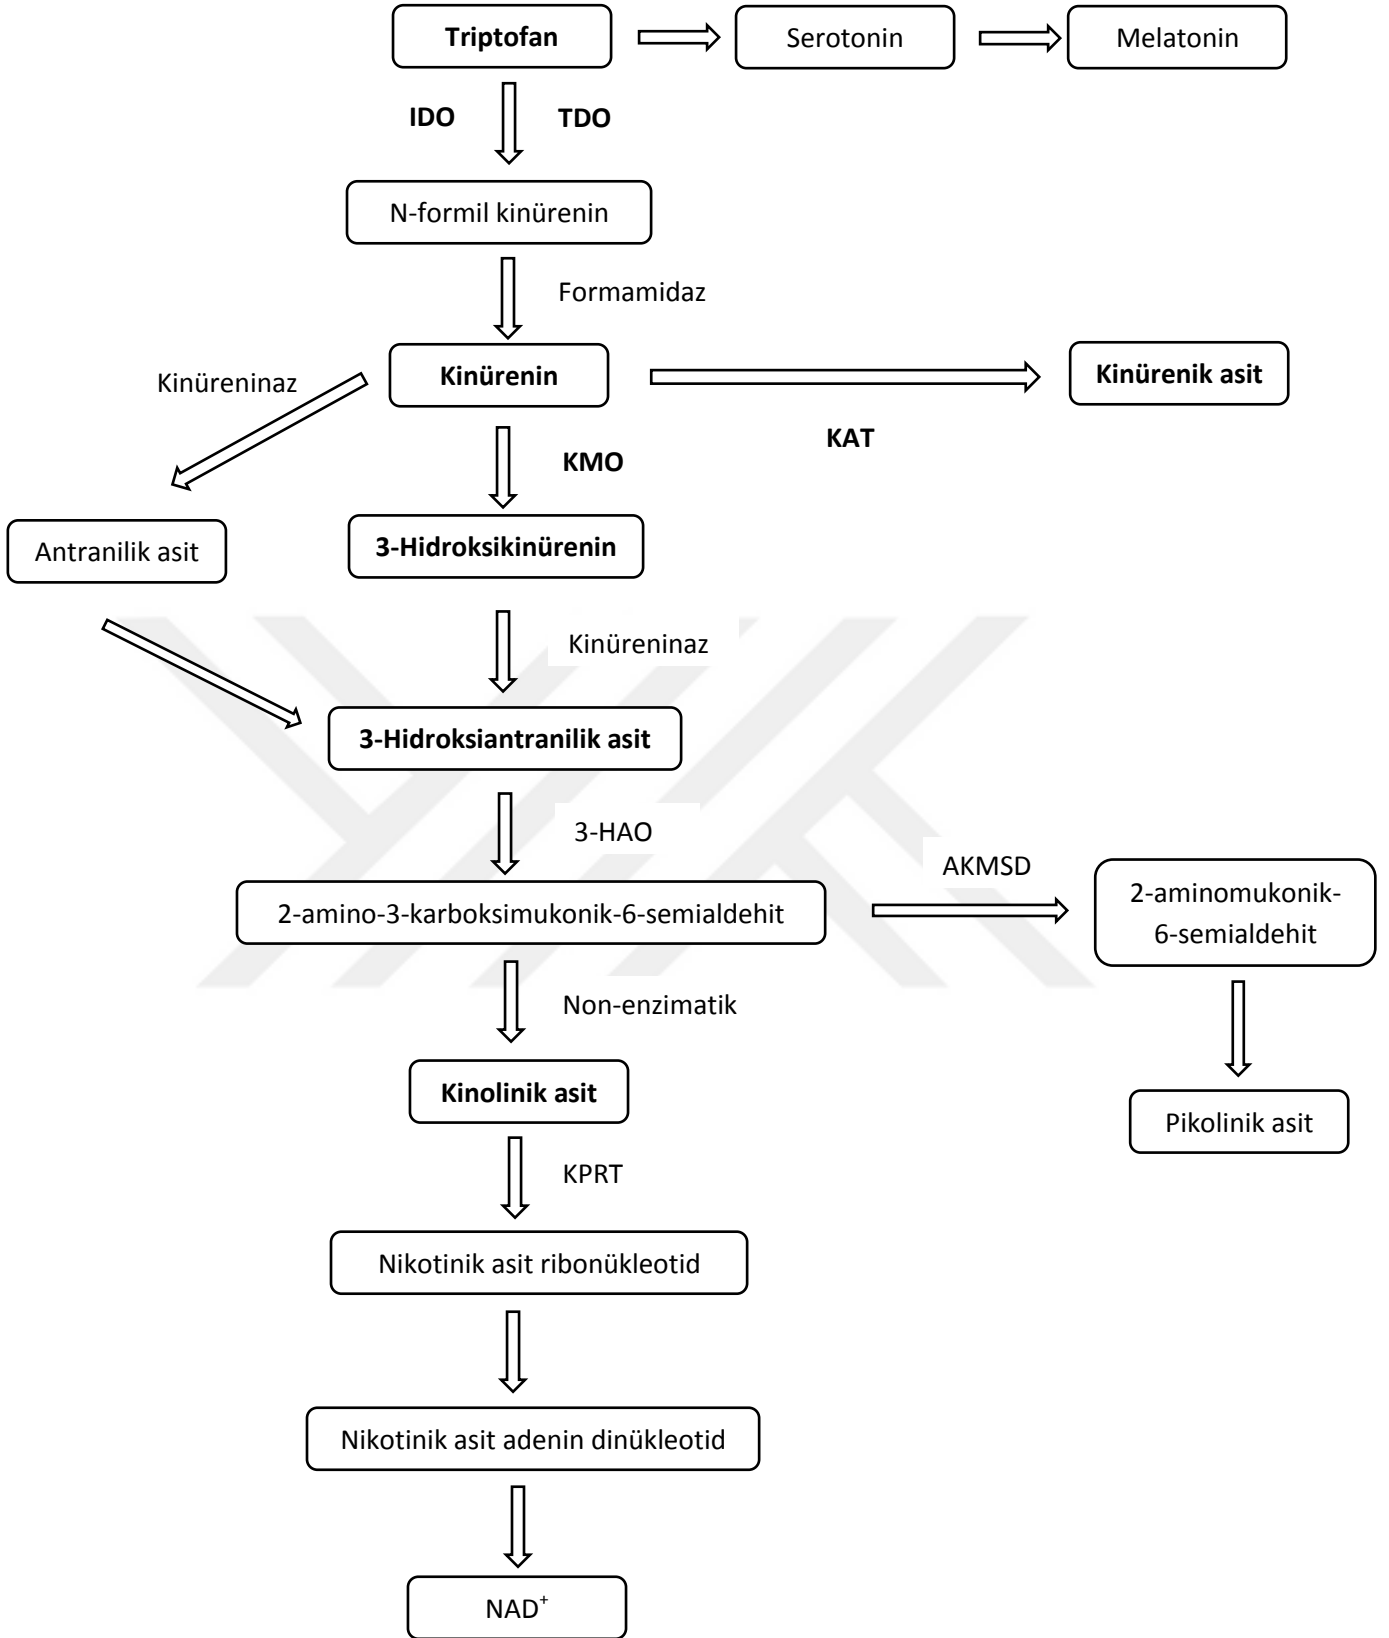 Triptofan
Serotonin
Melatonin
IDO
TDO
N-formil kinürenin
Formamidaz
Kinüreninaz
Kinürenin
Kinürenik asit
KAT
KMO
Antranilik asit
3-Hidroksikinürenin
Kinüreninaz
3-Hidroksiantranilik asit
3-HAO
AKMSD
2-amino-3-karboksimukonik-6-semialdehit
2-aminomukonik-
6-semialdehit
Non-enzimatik
Kinolinik asit
Pikolinik asit
KPRT
Nikotinik asit ribonükleotid
Nikotinik asit adenin dinükleotid
NAD⁺